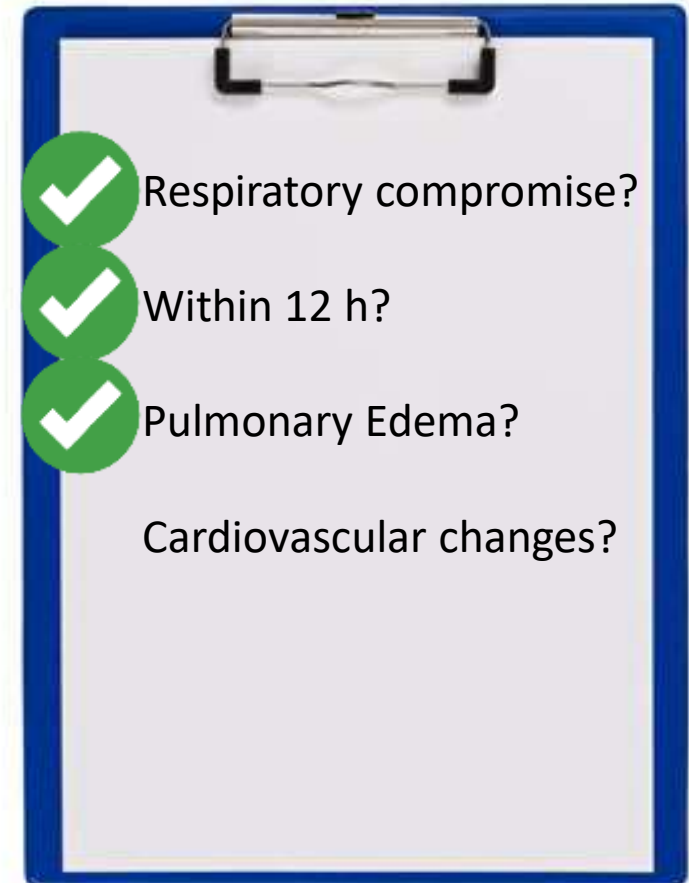 Respiratory compromise?
Within 12 h?
Pulmonary Edema?
Cardiovascular changes?